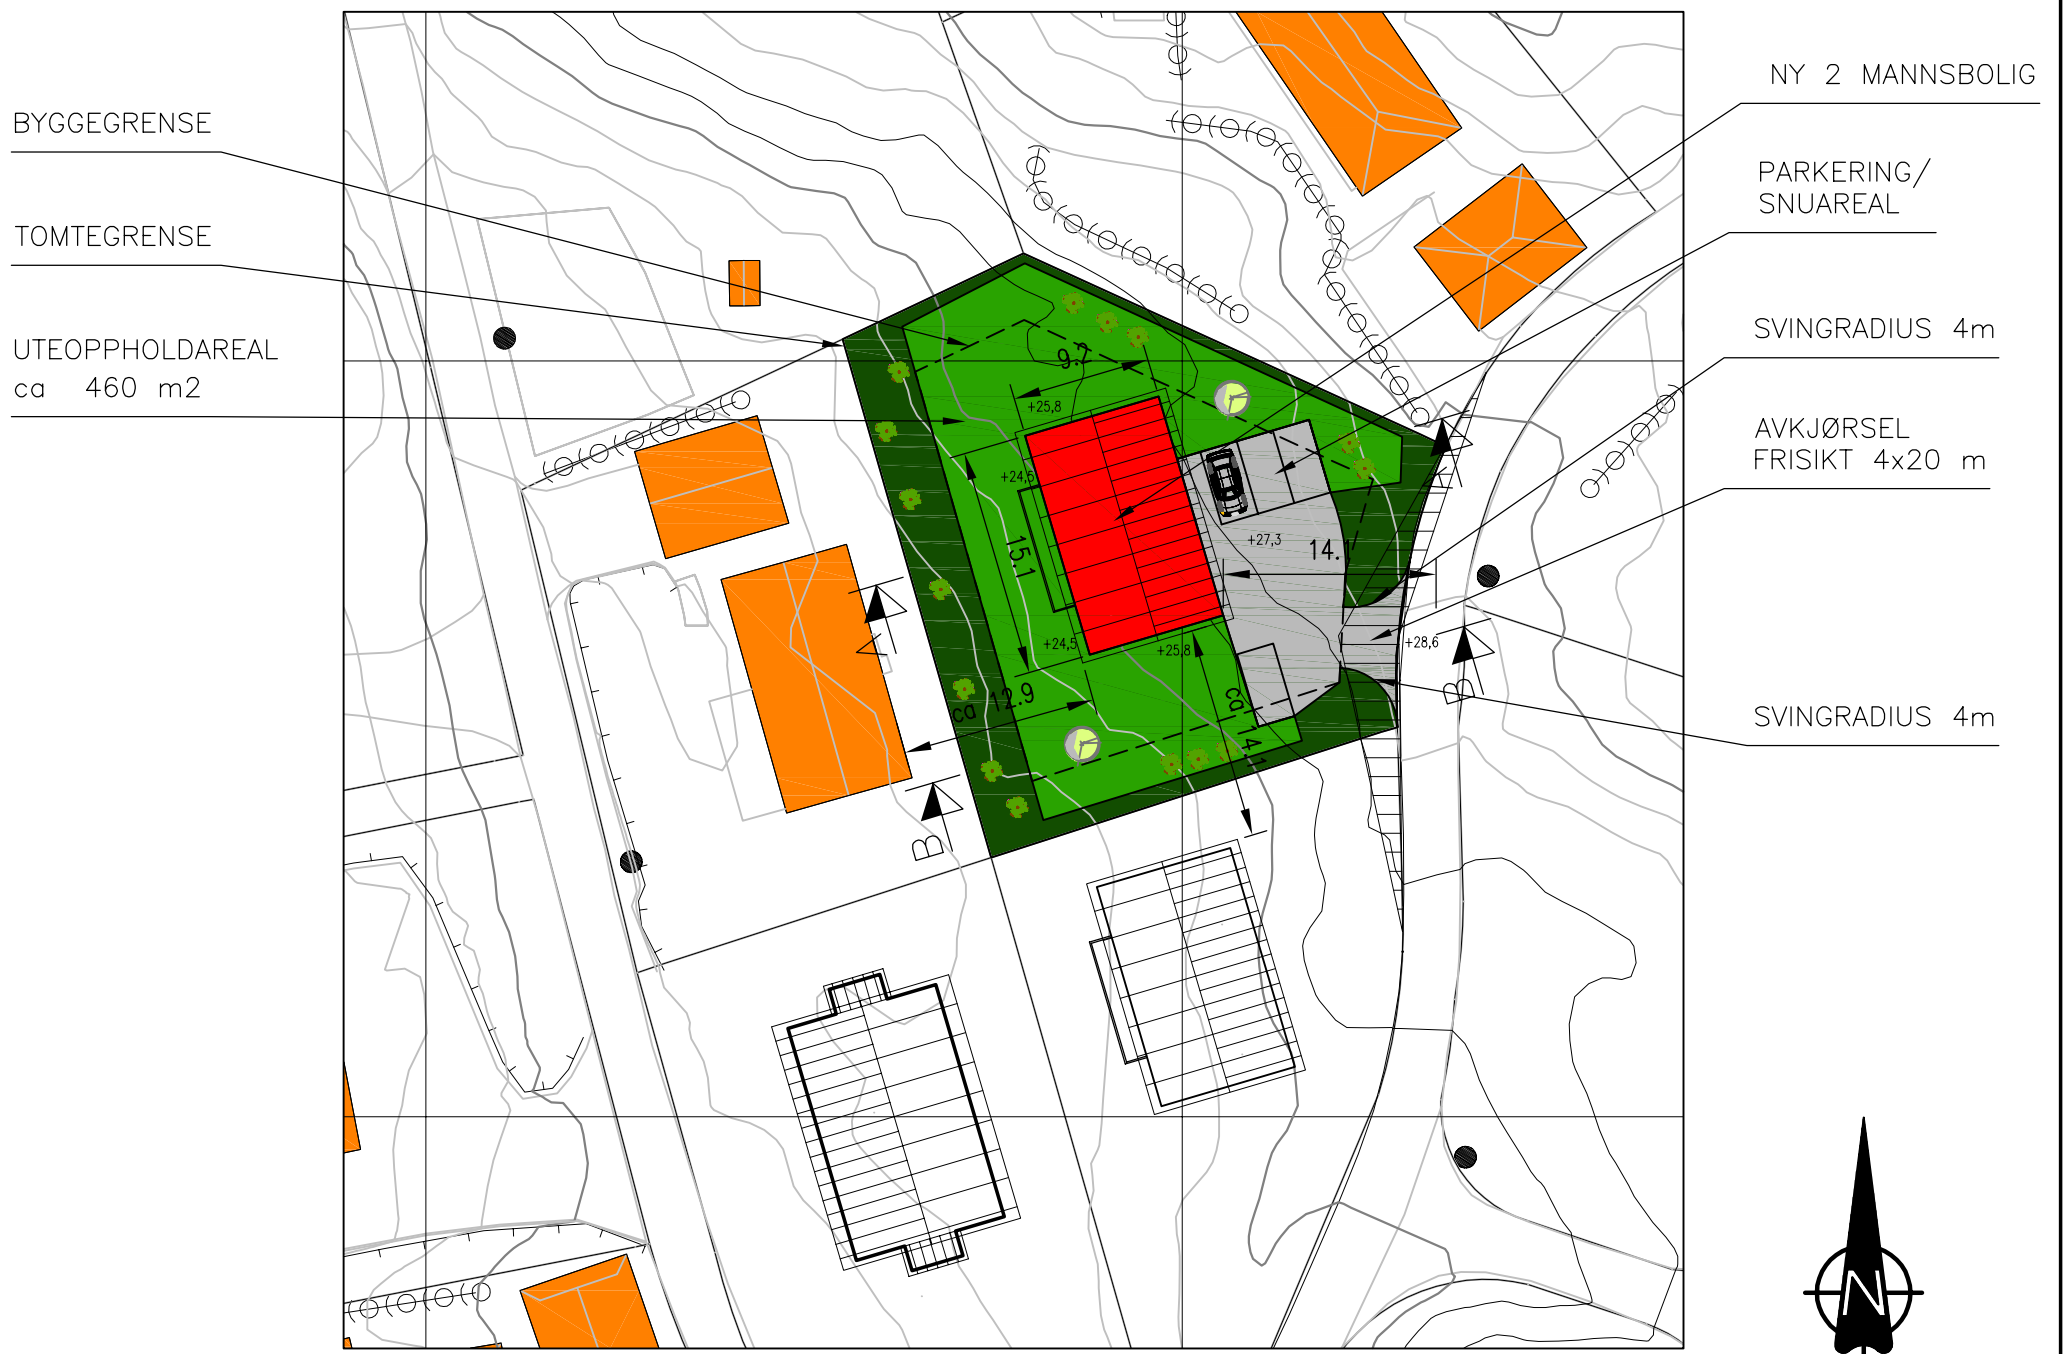 BYGGEGRENSE
TOMTEGRENSE
UTEOPPHOLDAREAL
ca 460 m2
NY 2 MANNSBOLIG
PARKERING/
SNUAREAL
SVINGRADIUS 4m
AVKJØRSEL
FRISIKT 4x20 m
SVINGRADIUS 4m
9.2
+25,8
+24,5
15.1
+27,3
14.1
+24,5
+25,8
+28,6
ca 12.9
ca 14.1
A
B
B
N